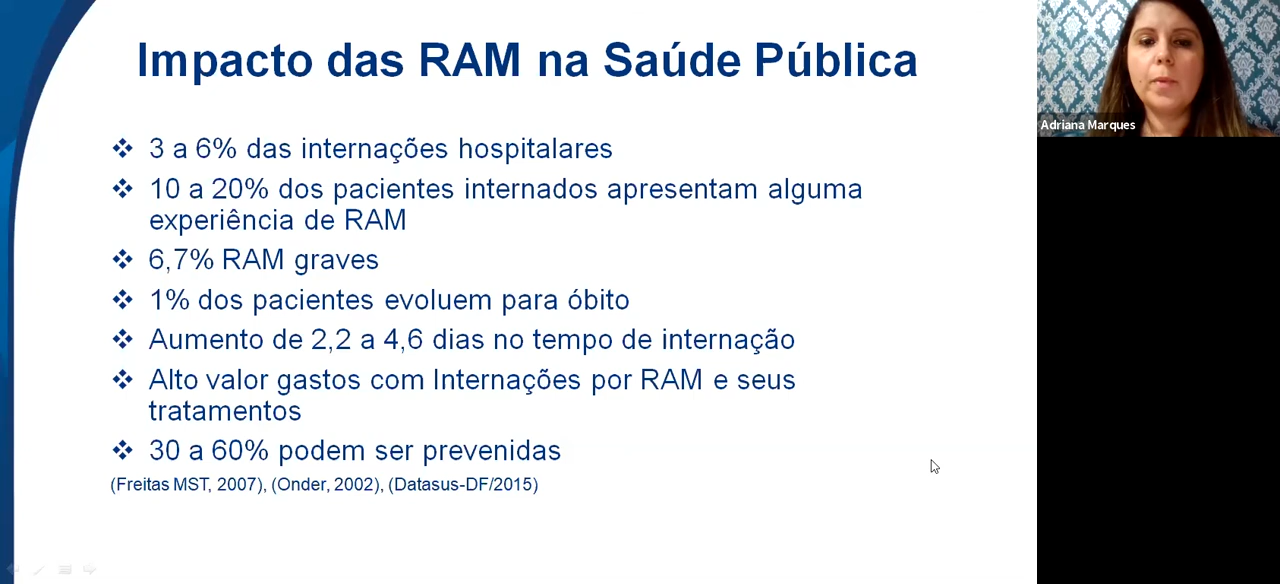 Impacto das RAM na Saúde Pública
3 a 6% das internações hospitalares
10 a 20% dos pacientes internados apresentam alguma
experiência de RAM
6,7% RAM graves
1% dos pacientes evoluem para óbito
Aumento de 2,2 a 4,6 dias no tempo de internação
Alto valor gastos com Internações por RAM e seus
tratamentos
30 a 60% podem ser prevenidas
(Freitas MST, 2007), (Onder, 2002), (Datasus-DF/2015)
Adriana Marques